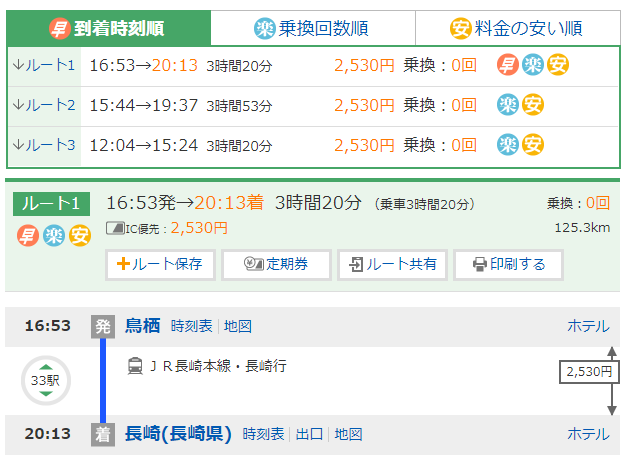 早 到着時刻順 楽 乗換回数順 安 料金の安い順
↓ルート1 16:53→20:13 3時間20分 2,530円 乗換：0回 早 楽 安
↓ルート2 15:44→19:37 3時間53分 2,530円 乗換：0回 楽 安
↓ルート3 12:04→15:24 3時間20分 2,530円 乗換：0回 楽 安
ルート1 16:53発→20:13着 3時間20分 （乗車3時間20分） 乗換：0回
早 楽 安 IC優先：2,530円 125.3km
ルート保存 定期券 ルート共有 印刷する
16:53 発 鳥栖 時刻表 地図 ホテル
33駅 ＪＲ長崎本線・長崎行 2,530円
20:13 着 長崎(長崎県) 時刻表 出口 地図 ホテル